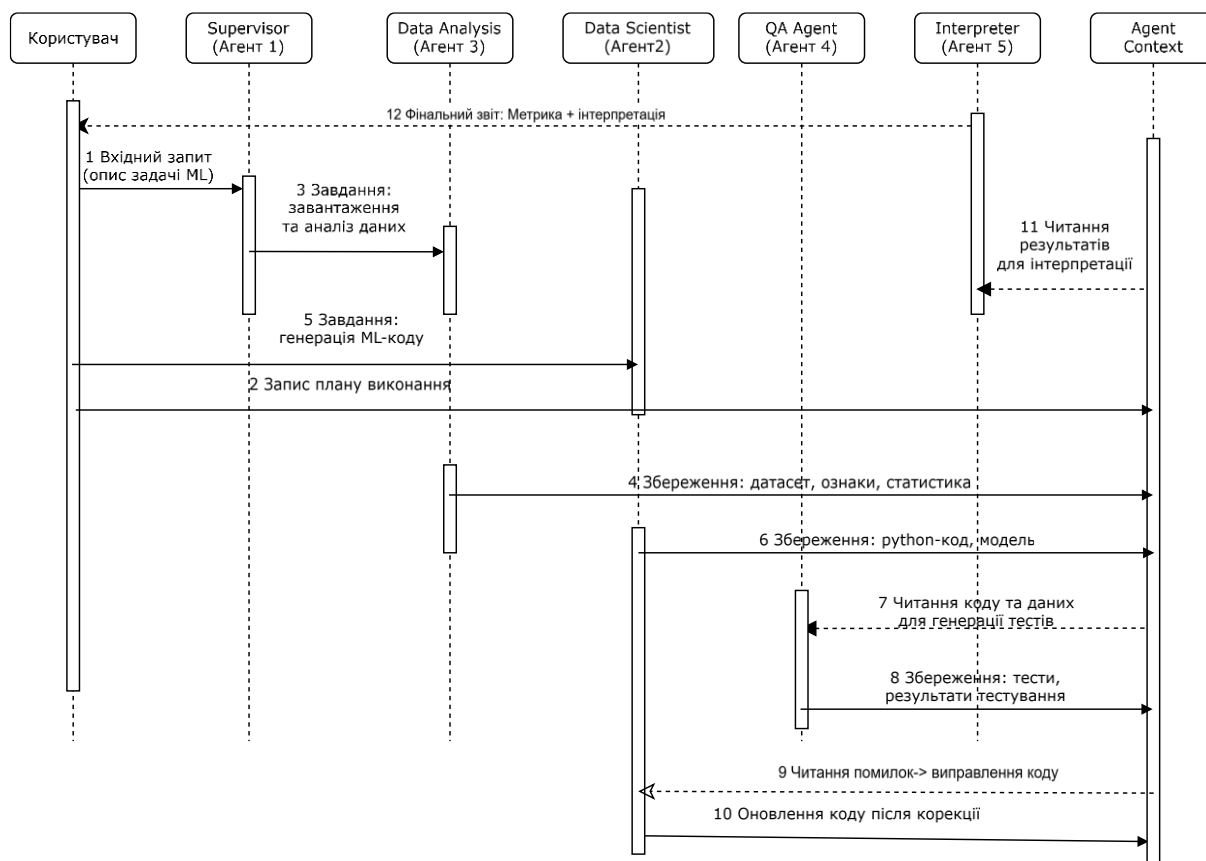 Користувач
Supervisor
(Агент 1)
Data Analysis
(Агент 3)
Data Scientist
(Агент2)
QA Agent
(Агент 4)
Interpreter
(Агент 5)
Agent
Context
12 Фінальний звіт: Метрика + інтерпретація
1 Вхідний запит
(опис задачі ML)
3 Завдання:
завантаження
та аналіз даних
11 Читання
результатів
для інтерпретації
5 Завдання:
генерація ML-коду
2 Запис плану виконання
4 Збереження: датасет, ознаки, статистика
6 Збереження: python-код, модель
7 Читання коду та даних
для генерації тестів
8 Збереження: тести,
результати тестування
9 Читання помилок-> виправлення коду
10 Оновлення коду після корекції